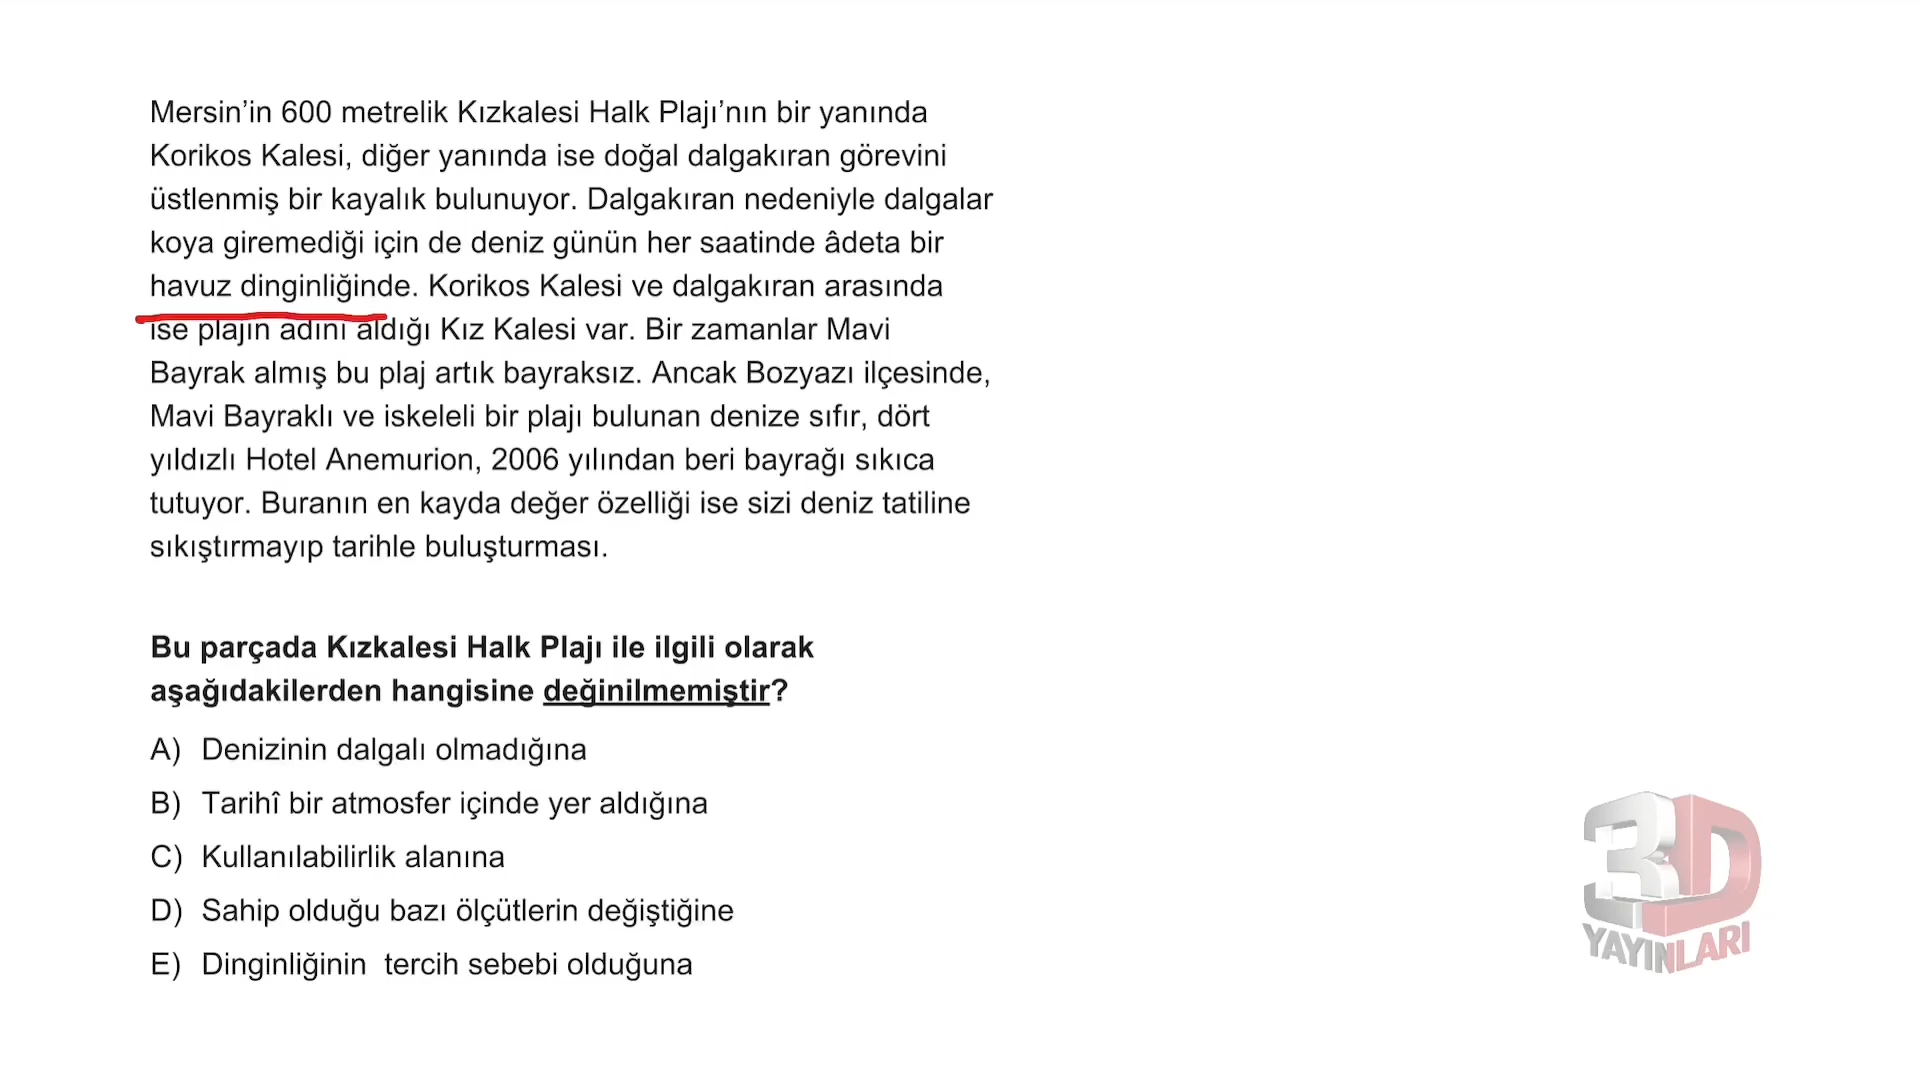 Mersin’in 600 metrelik Kızkalesi Halk Plajı’nın bir yanında
Korikos Kalesi, diğer yanında ise doğal dalgakıran görevini
üstlenmiş bir kayalık bulunuyor. Dalgakıran nedeniyle dalgalar
koya giremediği için de deniz günün her saatinde âdeta bir
havuz dinginliğinde. Korikos Kalesi ve dalgakıran arasında
ise plajın adını aldığı Kız Kalesi var. Bir zamanlar Mavi
Bayrak almış bu plaj artık bayraksız. Ancak Bozyazı ilçesinde,
Mavi Bayraklı ve iskeleli bir plajı bulunan denize sıfır, dört
yıldızlı Hotel Anemurion, 2006 yılından beri bayrağı sıkıca
tutuyor. Buranın en kayda değer özelliği ise sizi deniz tatiline
sıkıştırmayıp tarihle buluşturması.
Bu parçada Kızkalesi Halk Plajı ile ilgili olarak
aşağıdakilerden hangisine değinilmemiştir?
A) Denizinin dalgalı olmadığına
B) Tarihî bir atmosfer içinde yer aldığına
C) Kullanılabilirlik alanına
D) Sahip olduğu bazı ölçütlerin değiştiğine
E) Dinginliğinin tercih sebebi olduğuna
3D
YAYINLARI